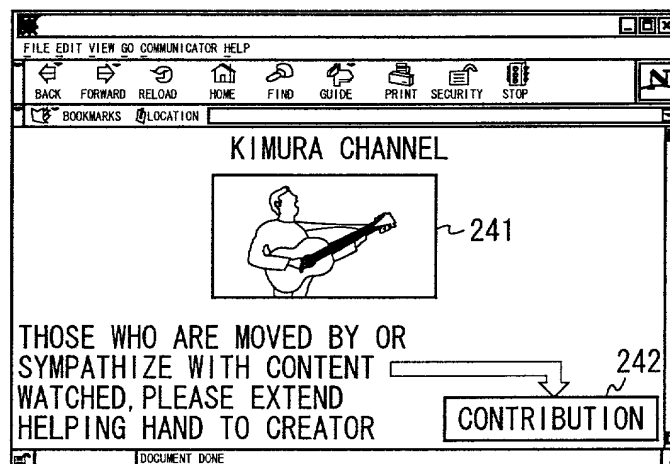 FILE EDIT VIEW GO COMMUNICATOR HELP
BACK FORWARD RELOAD HOME FIND GUIDE PRINT SECURITY STOP
N
BOOKMARKS LOCATION
KIMURA CHANNEL
241
THOSE WHO ARE MOVED BY OR
SYMPATHIZE WITH CONTENT
WATCHED, PLEASE EXTEND
HELPING HAND TO CREATOR
242
CONTRIBUTION
DOCUMENT DONE